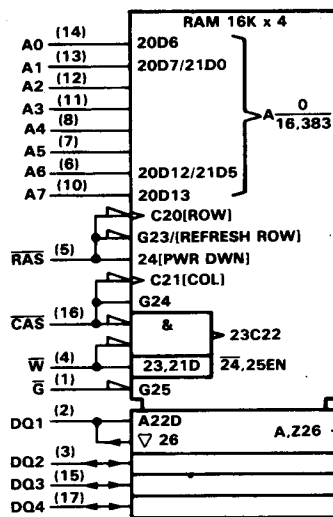 RAM 16K x 4
A0 (14) 20D6
A1 (13) 20D7/21D0
A2 (12)
A3 (11)
A4 (8)
A5 (7)
A6 (6) 20D12/21D5
A7 (10) 20D13
A 0/16,383
C20[ROW]
G23/[REFRESH ROW]
R̅A̅S̅ (5) 24[PWR DWN]
C21[COL]
G24
C̅A̅S̅ (16) & 23C22
W̅ (4) 23,21D 2̅4̅,25EN
G̅ (1) G25
DQ1 (2) A22D
▽ 26 A,Z26
DQ2 (3)
DQ3 (15)
DQ4 (17)